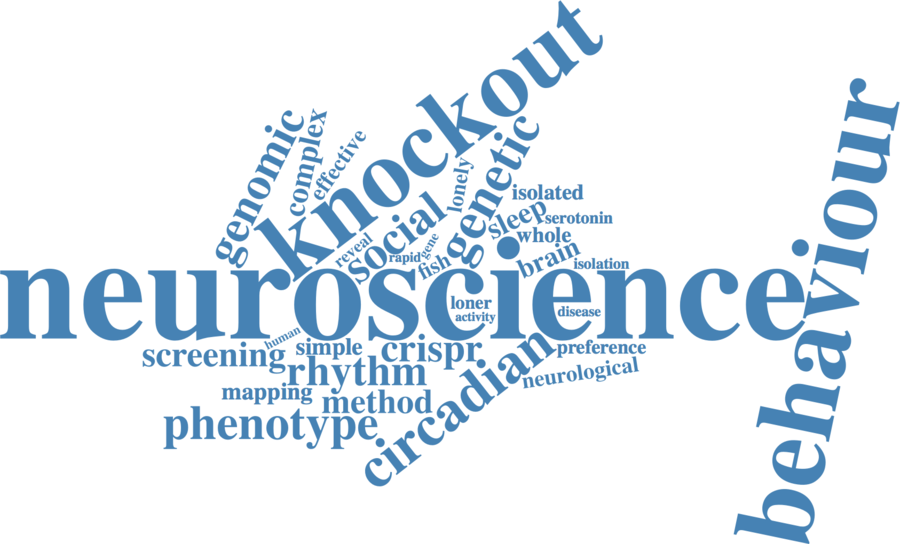 knockout
genomic
complex
effective
behaviour
genetic
lonely
social
isolated
sleep
serotonin
reveal
gene
whole
rapid
fish
brain
isolation
neuroscience
loner
activity
disease
human
screening
simple
crispr
circadian
preference
rhythm
neurological
mapping
method
phenotype